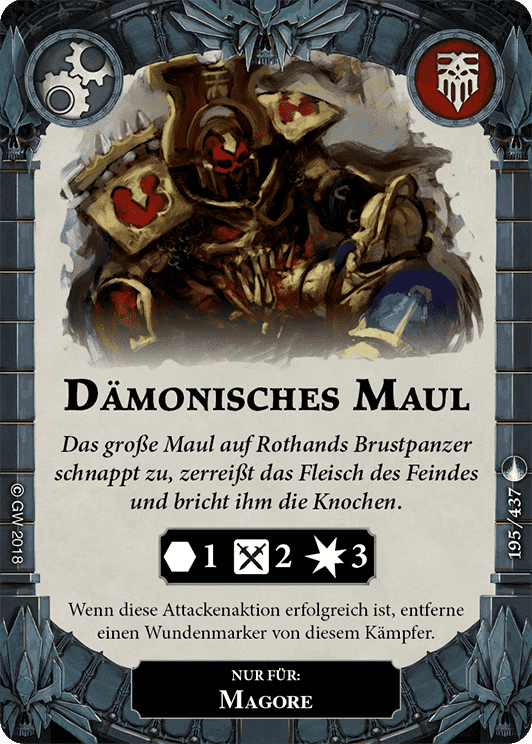 DÄMONISCHES MAUL
Das große Maul auf Rothands Brustpanzer
schnappt zu, zerreißt das Fleisch des Feindes
und bricht ihm die Knochen.
1 2 3
Wenn diese Attackenaktion erfolgreich ist, entferne
einen Wundenmarker von diesem Kämpfer.
NUR FÜR:
MAGORE
© GW 2018
195/437